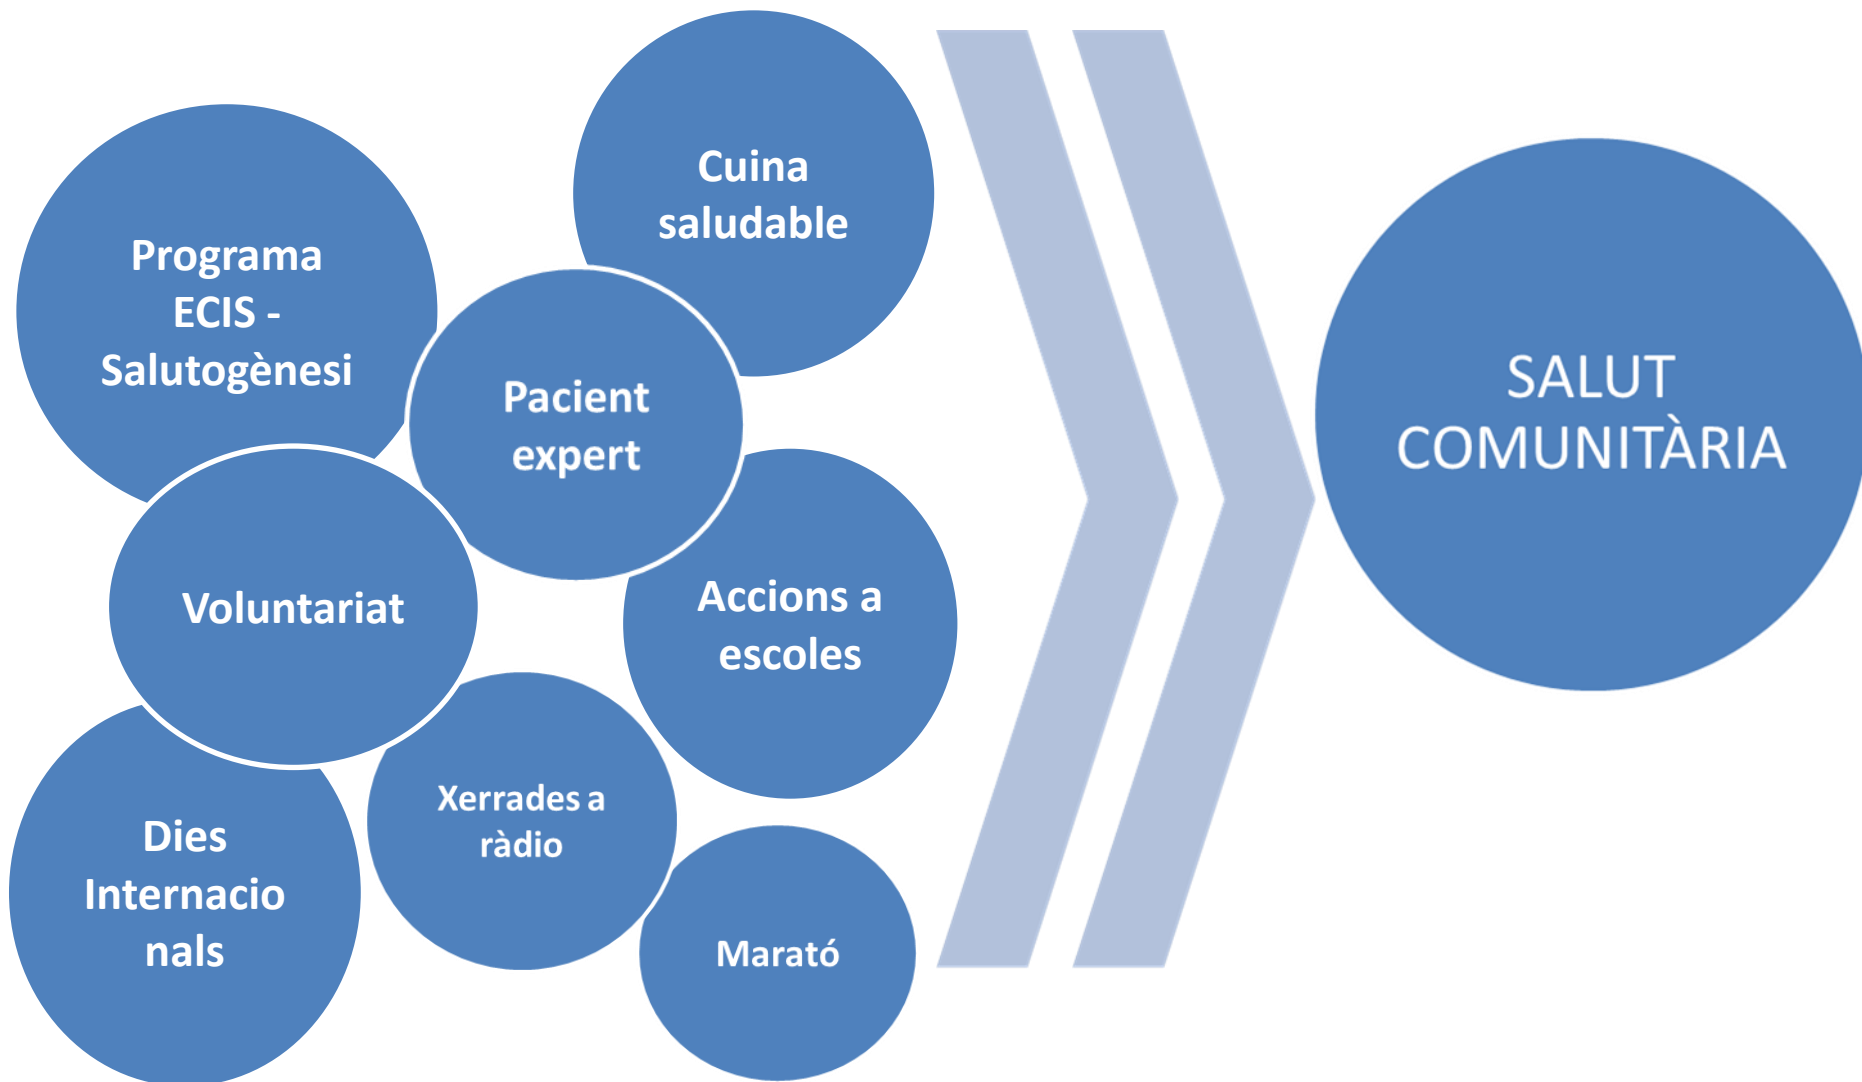 Cuina
saludable
Programa
ECIS -
Salutogènesi
Pacient
expert
Voluntariat
Accions a
escoles
Xerrades a
ràdio
Dies
Internacio
nals
Marató
SALUT
COMUNITÀRIA